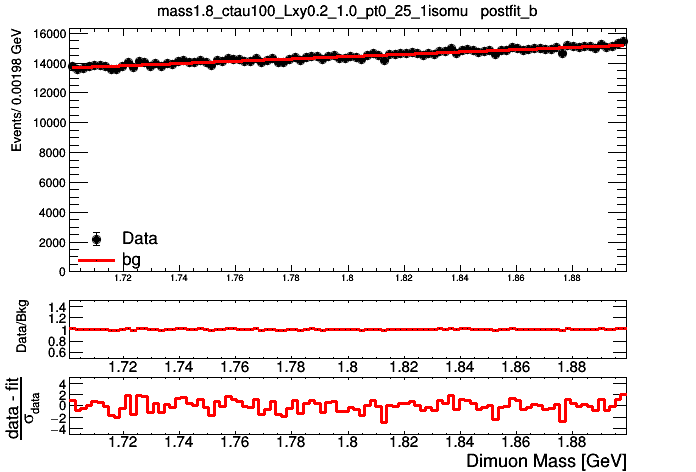 mass1.8_ctau100_Lxy0.2_1.0_pt0_25_1isomu postfit_b
Events/ 0.00198 GeV
16000
14000
12000
10000
8000
6000
4000
2000
0
Data
bg
1.72 1.74 1.76 1.78 1.8 1.82 1.84 1.86 1.88
Data/Bkg
1.4
1.2
1
0.8
0.6
1.72 1.74 1.76 1.78 1.8 1.82 1.84 1.86 1.88
data - fit
σdata
4
2
0
−2
−4
1.72 1.74 1.76 1.78 1.8 1.82 1.84 1.86 1.88
Dimuon Mass [GeV]